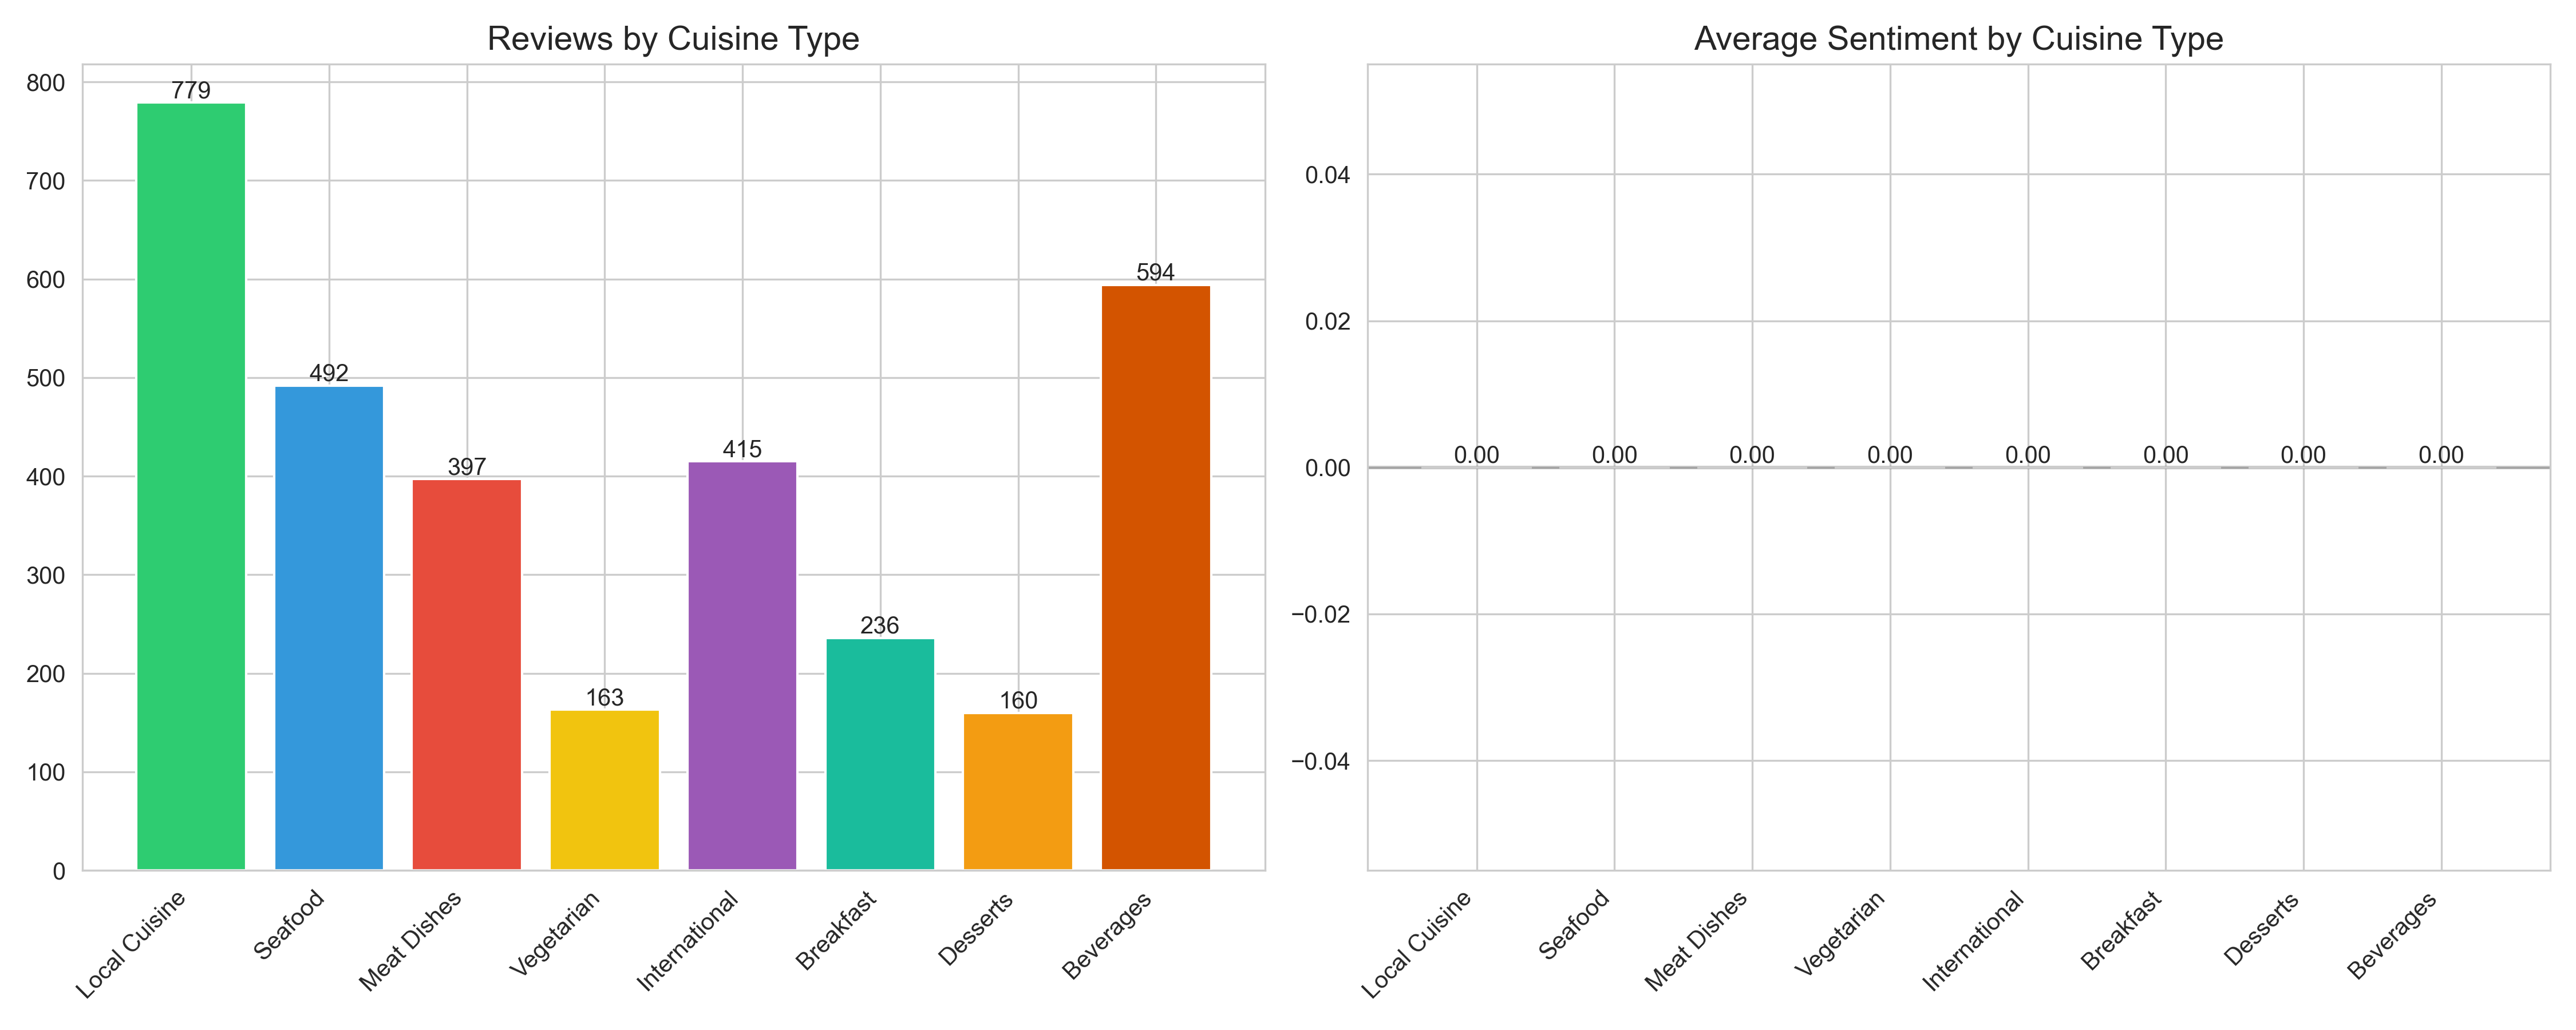 Reviews by Cuisine Type
800
700
600
500
400
300
200
100
0
779
492
397
163
415
236
160
594
Local Cuisine
Seafood
Meat Dishes
Vegetarian
International
Breakfast
Desserts
Beverages
Average Sentiment by Cuisine Type
0.04
0.02
0.00
−0.02
−0.04
0.00
0.00
0.00
0.00
0.00
0.00
0.00
0.00
Local Cuisine
Seafood
Meat Dishes
Vegetarian
International
Breakfast
Desserts
Beverages